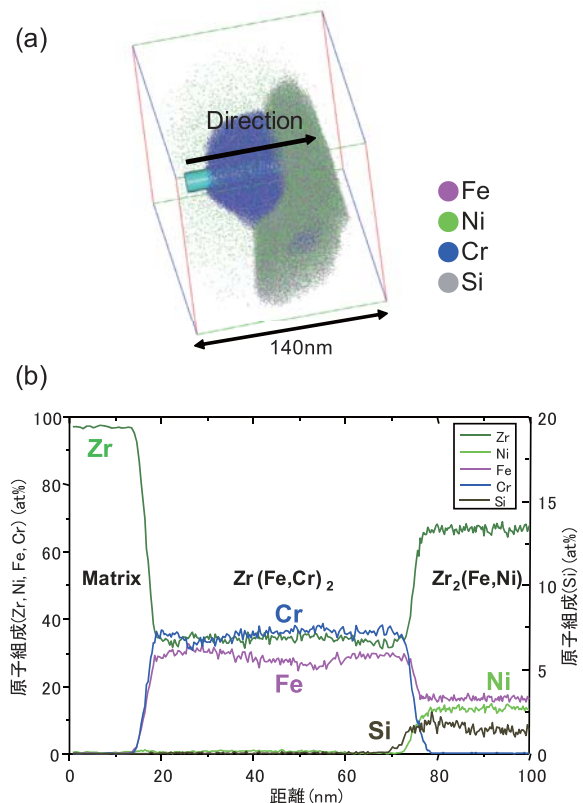 (a)
Direction
Fe
Ni
Cr
Si
140nm
(b)
原子組成(Zr, Ni, Fe, Cr) (at%)
100
80
60
40
20
0
20
15
10
5
0
原子組成(Si) (at%)
Zr
Zr
Ni
Fe
Cr
Si
Matrix
Zr (Fe,Cr) 2
Zr2(Fe,Ni)
Cr
Fe
Ni
Si
0 20 40 60 80 100
距離(nm)